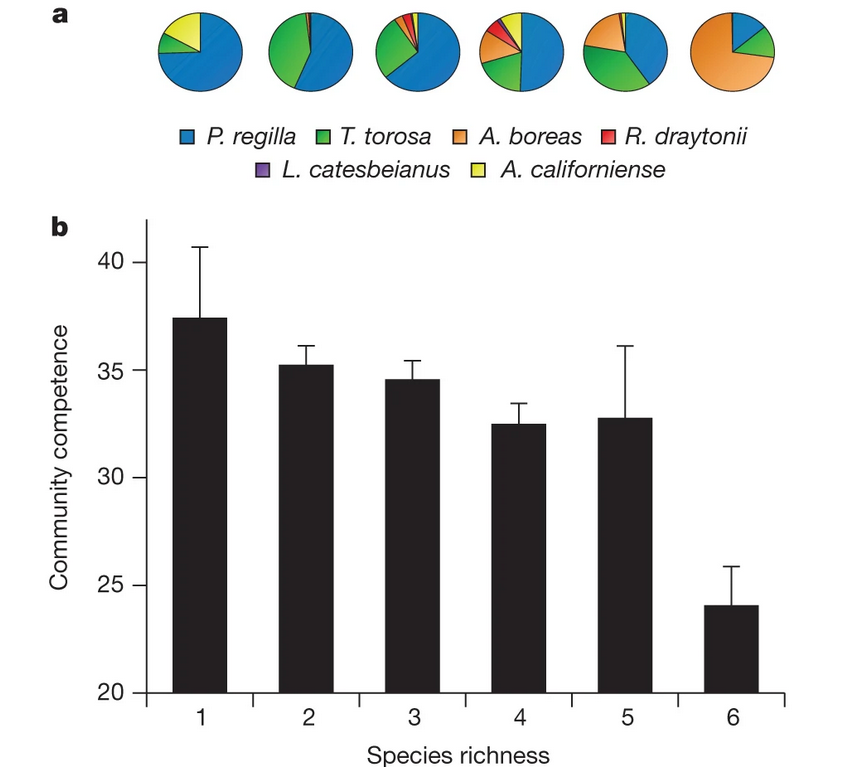 a
P. regilla T. torosa A. boreas R. draytonii
L. catesbeianus A. californiense
b
40
35
30
25
20
Community competence
1 2 3 4 5 6
Species richness